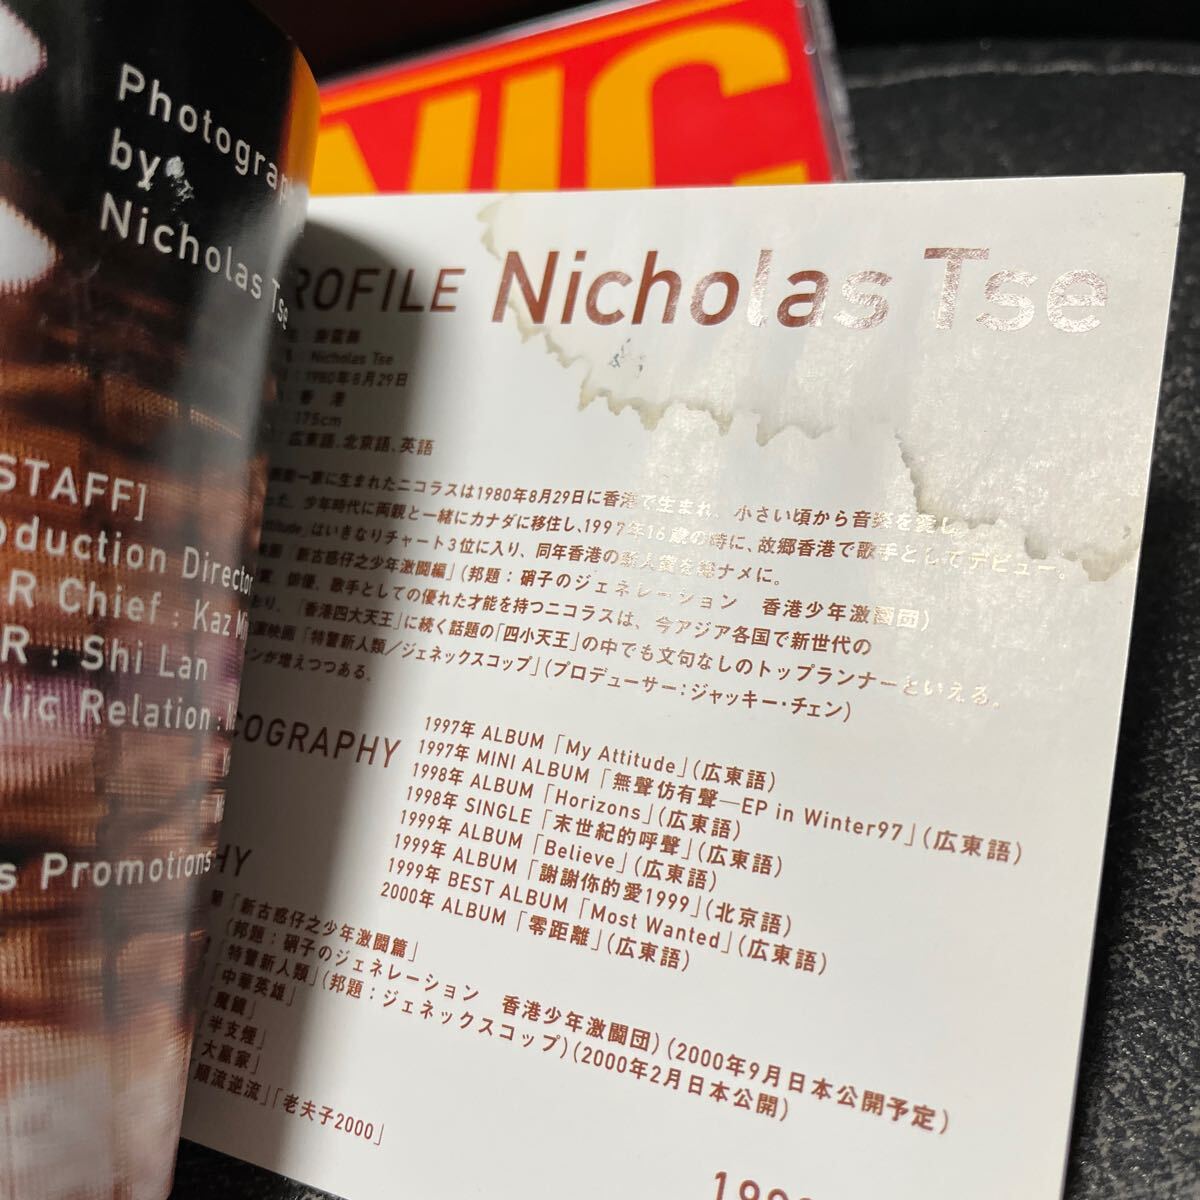 NIC
Photograph
by
Nicholas Tse
STAFF]
oduction Director
R Chief : Kaz Mi
R : Shi Lan
lic Relation :
s Promotions
ROFILE Nicholas Tse
謝霆鋒
: Nicholas Tse
: 1980年8月29日
: 香 港
: 175cm
: 広東語、北京語、英語
一家に生まれたニコラスは1980年8月29日に香港で生まれ、小さい頃から音楽を愛し
った。少年時代に両親と一緒にカナダに移住し、1997年16歳の時に、故郷香港で歌手としてデビュー。
Attitude」はいきなりチャート3位に入り、同年香港の新人賞を総ナメに。
映画「新古惑仔之少年激闘編」(邦題：硝子のジェネレーション 香港少年激闘団)
俳優、歌手としての優れた才能を持つニコラスは、今アジア各国で新世代の
おり、「香港四大天王」に続く話題の「四小天王」の中でも文句なしのトップランナーといえる。
演映画「特警新人類／ジェネックスコップ」(プロデューサー：ジャッキー・チェン)
ンが増えつつある。
COGRAPHY
1997年 ALBUM「My Attitude」(広東語)
1997年 MINI ALBUM「無聲仿有聲—EP in Winter97」(広東語)
1998年 ALBUM「Horizons」(広東語)
1998年 SINGLE「末世紀的呼聲」(広東語)
1999年 ALBUM「Believe」(広東語)
1999年 ALBUM「謝謝你的愛1999」(北京語)
1999年 BEST ALBUM「Most Wanted」(広東語)
2000年 ALBUM「零距離」(広東語)
HY
「新古惑仔之少年激闘篇」
(邦題：硝子のジェネレーション 香港少年激闘団)(2000年9月日本公開予定)
「特警新人類」(邦題：ジェネックスコップ)(2000年2月日本公開)
「中華英雄」
「魔鏡」
「半支煙」
「大贏家」
「順流逆流」「老夫子2000」